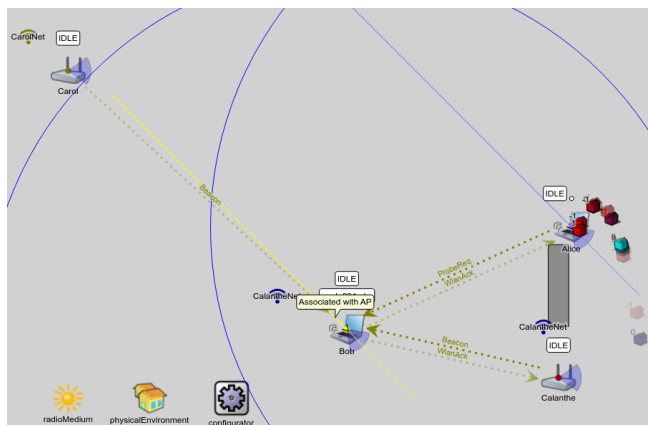 CarolNet
IDLE
Carol
Beacon
IDLE
Alice
ProbeReq
WlanAck
IDLE
CalantheNet
Associated with AP
Bob
CalantheNet
Beacon
WlanAck
IDLE
Calanthe
radioMedium
physicalEnvironment
configurator